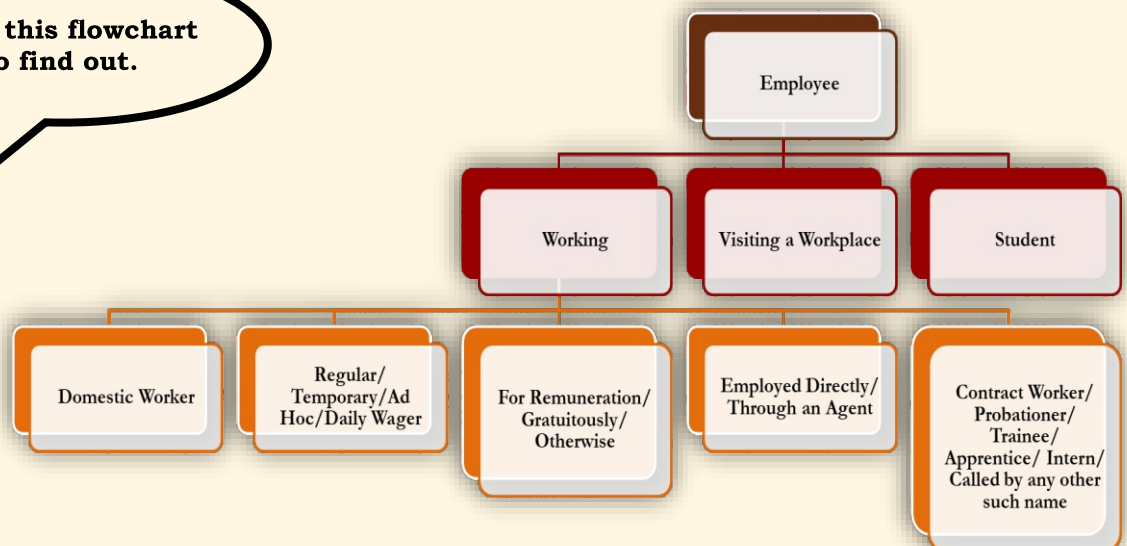 this flowchart
o find out.
Employee
Working
Visiting a Workplace
Student
Domestic Worker
Regular/
Temporary/Ad
Hoc/Daily Wager
For Remuneration/
Gratuitously/
Otherwise
Employed Directly/
Through an Agent
Contract Worker/
Probationer/
Trainee/
Apprentice/ Intern/
Called by any other
such name